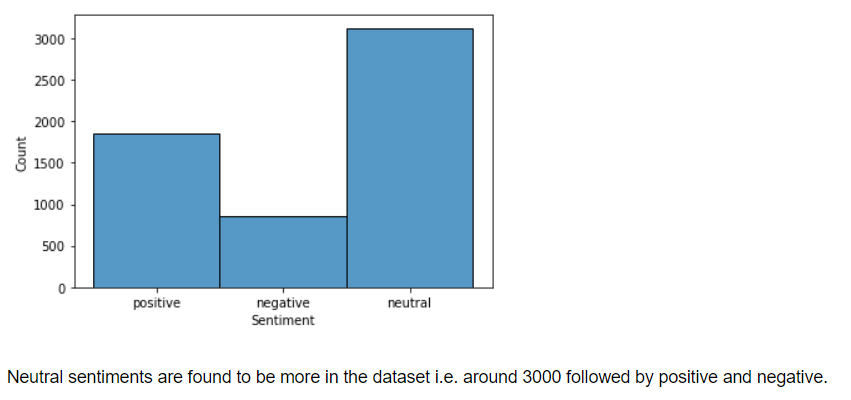 3000
2500
2000
Count
1500
1000
500
0
positive negative neutral
Sentiment
Neutral sentiments are found to be more in the dataset i.e. around 3000 followed by positive and negative.